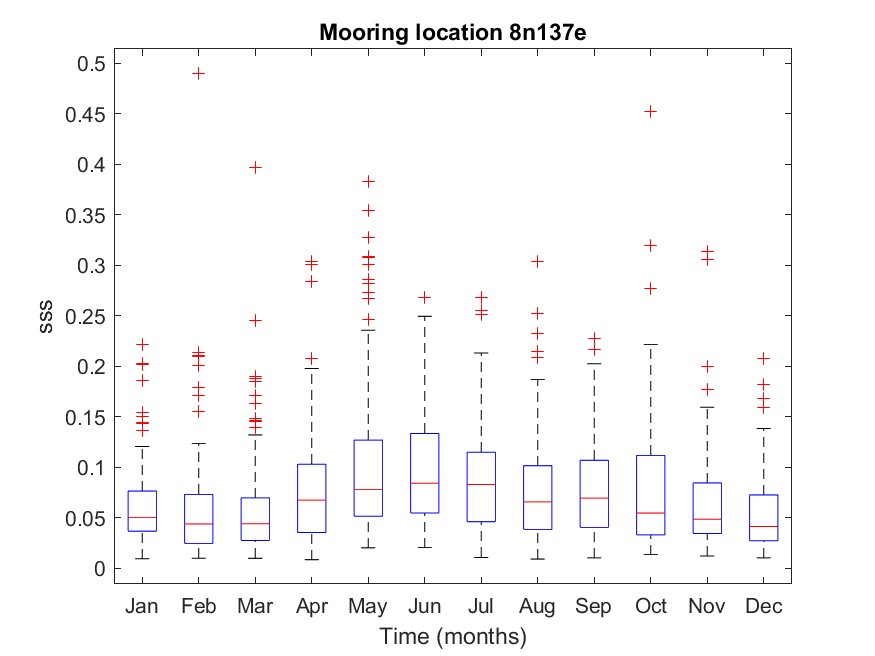 Mooring location 8n137e
0.5
0.45
0.4
0.35
0.3
0.25
0.2
0.15
0.1
0.05
0
sss
Jan Feb Mar Apr May Jun Jul Aug Sep Oct Nov Dec
Time (months)